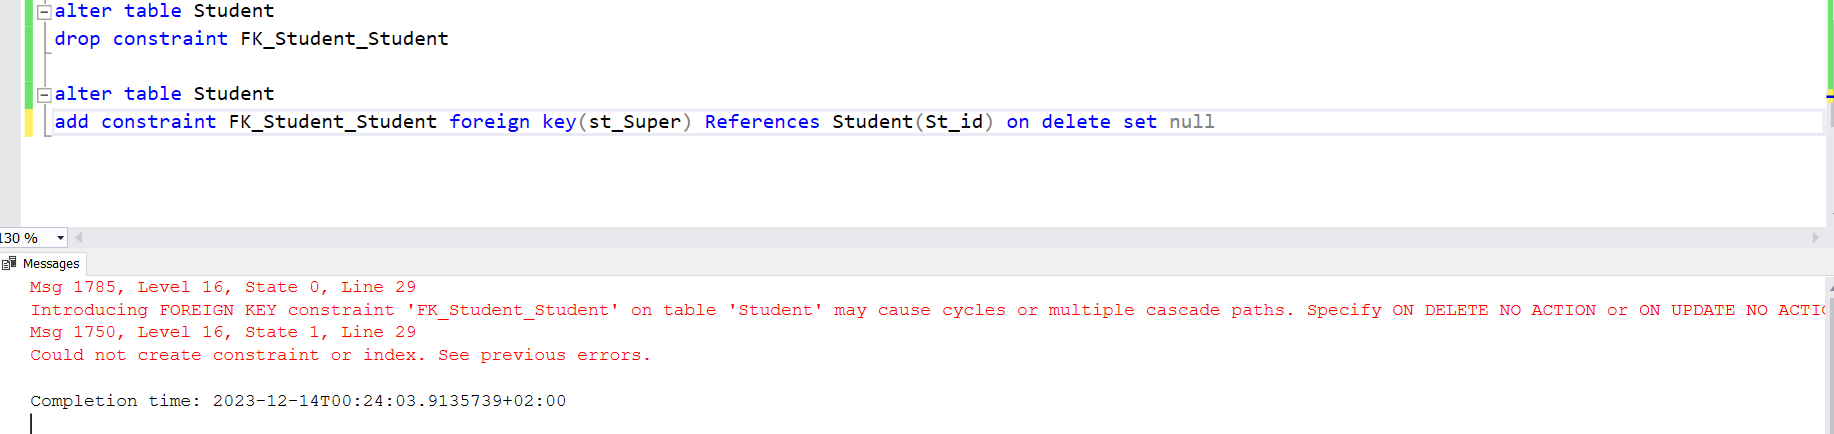 alter table Student
drop constraint FK_Student_Student
alter table Student
add constraint FK_Student_Student foreign key(st_Super) References Student(St_id) on delete set null
130 %
Messages
Msg 1785, Level 16, State 0, Line 29
Introducing FOREIGN KEY constraint 'FK_Student_Student' on table 'Student' may cause cycles or multiple cascade paths. Specify ON DELETE NO ACTION or ON UPDATE NO ACTIO
Msg 1750, Level 16, State 1, Line 29
Could not create constraint or index. See previous errors.
Completion time: 2023-12-14T00:24:03.9135739+02:00